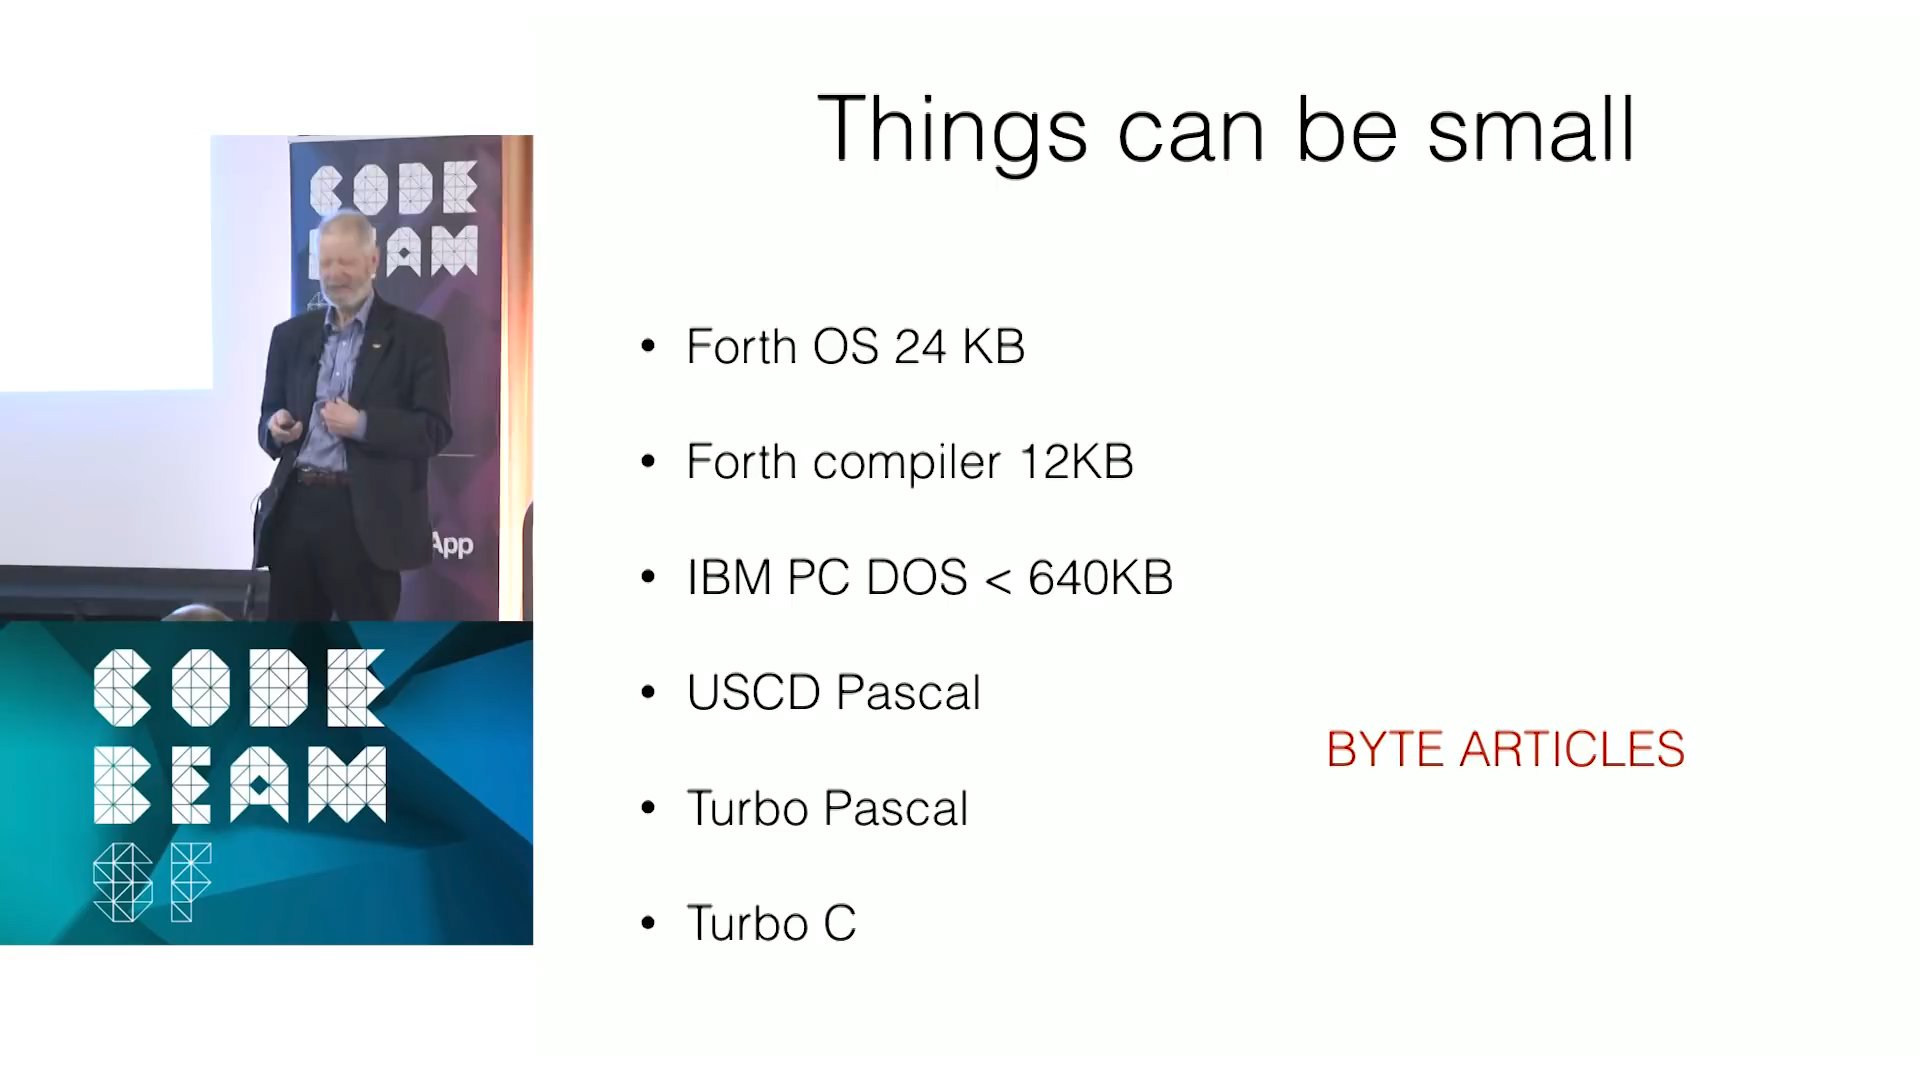 Things can be small
• Forth OS 24 KB
• Forth compiler 12KB
• IBM PC DOS < 640KB
• USCD Pascal
BYTE ARTICLES
• Turbo Pascal
• Turbo C
CODE
BEAM
App
CODE
BEAM
SF